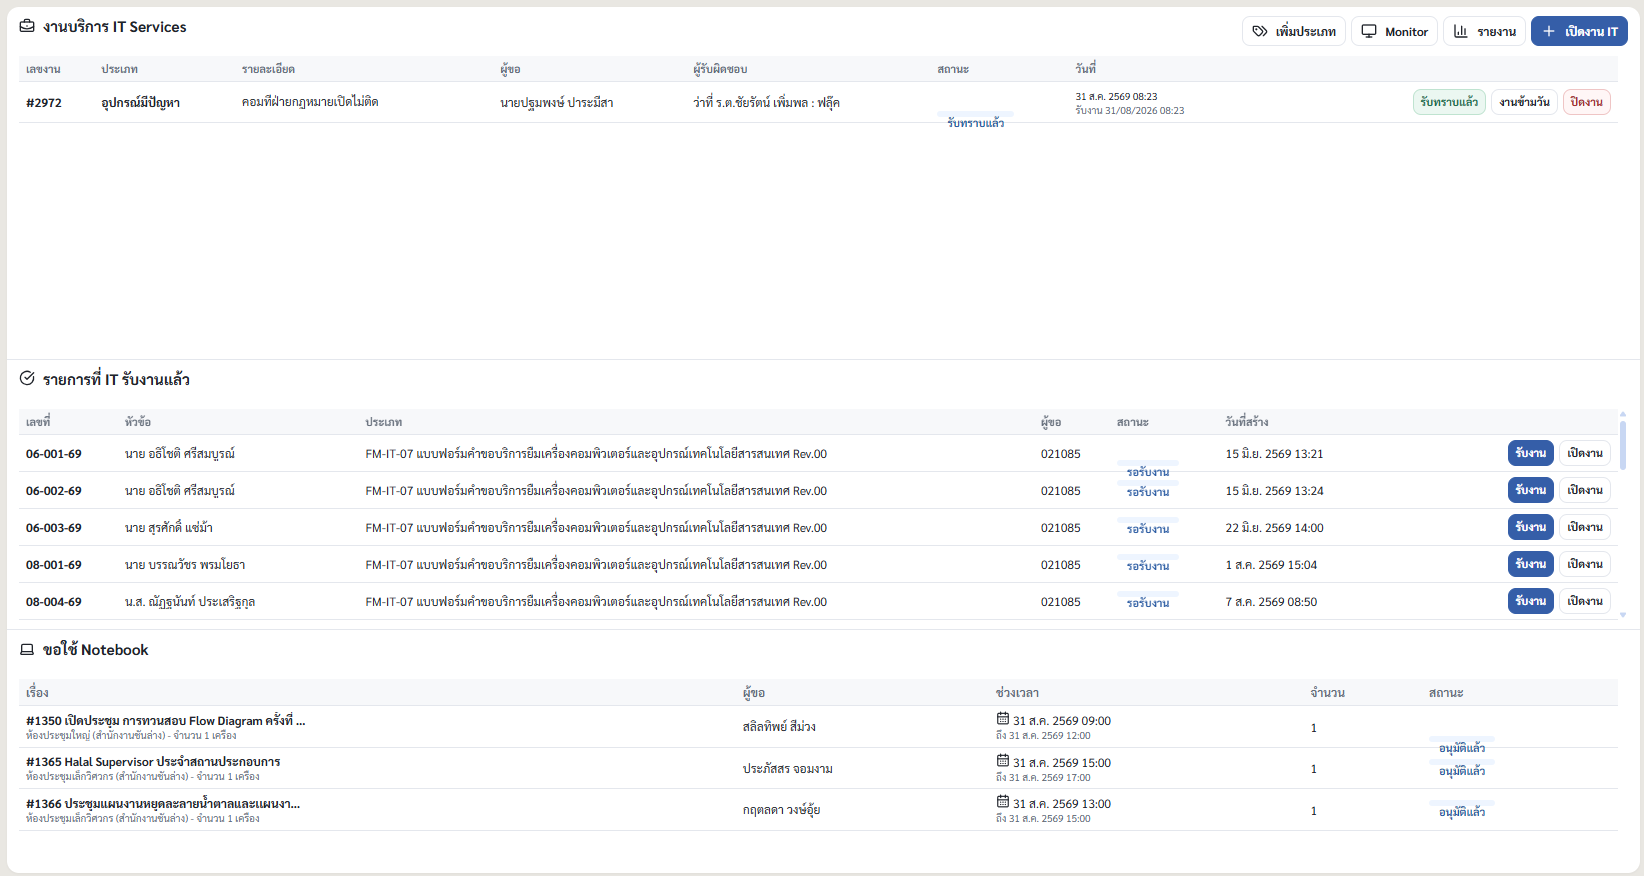 งานบริการ IT Services
เพิ่มประเภท Monitor รายงาน + เปิดงาน IT
เลขงาน ประเภท รายละเอียด ผู้ขอ ผู้รับผิดชอบ สถานะ วันที่
#2972 อุปกรณ์มีปัญหา คอมที่ฝ่ายกฎหมายเปิดไม่ติด นายปฐมพงษ์ ปาระมีสา ว่าที่ ร.ต.ชัยรัตน์ เพิ่มพล : ฟลุ๊ค รับทราบแล้ว 31 ส.ค. 2569 08:23 รับทราบแล้ว งานข้ามวัน ปิดงาน
รับงาน 31/08/2026 08:23
รายการที่ IT รับงานแล้ว
เลขที่ หัวข้อ ประเภท ผู้ขอ สถานะ วันที่สร้าง
06-001-69 นาย อธิโชติ ศรีสมบูรณ์ FM-IT-07 แบบฟอร์มคำขอบริการยืมเครื่องคอมพิวเตอร์และอุปกรณ์เทคโนโลยีสารสนเทศ Rev.00 021085 รอรับงาน 15 มิ.ย. 2569 13:21 รับงาน เปิดงาน
06-002-69 นาย อธิโชติ ศรีสมบูรณ์ FM-IT-07 แบบฟอร์มคำขอบริการยืมเครื่องคอมพิวเตอร์และอุปกรณ์เทคโนโลยีสารสนเทศ Rev.00 021085 รอรับงาน 15 มิ.ย. 2569 13:24 รับงาน เปิดงาน
06-003-69 นาย สุรศักดิ์ แซ่ม้า FM-IT-07 แบบฟอร์มคำขอบริการยืมเครื่องคอมพิวเตอร์และอุปกรณ์เทคโนโลยีสารสนเทศ Rev.00 021085 รอรับงาน 22 มิ.ย. 2569 14:00 รับงาน เปิดงาน
08-001-69 นาย บรรณวัชร พรมโยธา FM-IT-07 แบบฟอร์มคำขอบริการยืมเครื่องคอมพิวเตอร์และอุปกรณ์เทคโนโลยีสารสนเทศ Rev.00 021085 รอรับงาน 1 ส.ค. 2569 15:04 รับงาน เปิดงาน
08-004-69 น.ส. ณัฏฐนันท์ ประเสริฐกุล FM-IT-07 แบบฟอร์มคำขอบริการยืมเครื่องคอมพิวเตอร์และอุปกรณ์เทคโนโลยีสารสนเทศ Rev.00 021085 รอรับงาน 7 ส.ค. 2569 08:50 รับงาน เปิดงาน
ขอใช้ Notebook
เรื่อง ผู้ขอ ช่วงเวลา จำนวน สถานะ
#1350 เปิดประชุม การทวนสอบ Flow Diagram ครั้งที่ ... สลิลทิพย์ สีม่วง 31 ส.ค. 2569 09:00 1 อนุมัติแล้ว
ห้องประชุมใหญ่ (สำนักงานชั้นล่าง) - จำนวน 1 เครื่อง ถึง 31 ส.ค. 2569 12:00
#1365 Halal Supervisor ประจำสถานประกอบการ ประภัสสร จอมงาม 31 ส.ค. 2569 15:00 1 อนุมัติแล้ว
ห้องประชุมเล็กวิศวกร (สำนักงานชั้นล่าง) - จำนวน 1 เครื่อง ถึง 31 ส.ค. 2569 17:00
#1366 ประชุมแผนงานหยุดละลายน้ำตาลและแผนงา... กฤตลดา วงษ์อุ้ย 31 ส.ค. 2569 13:00 1 อนุมัติแล้ว
ห้องประชุมเล็กวิศวกร (สำนักงานชั้นล่าง) - จำนวน 1 เครื่อง ถึง 31 ส.ค. 2569 15:00